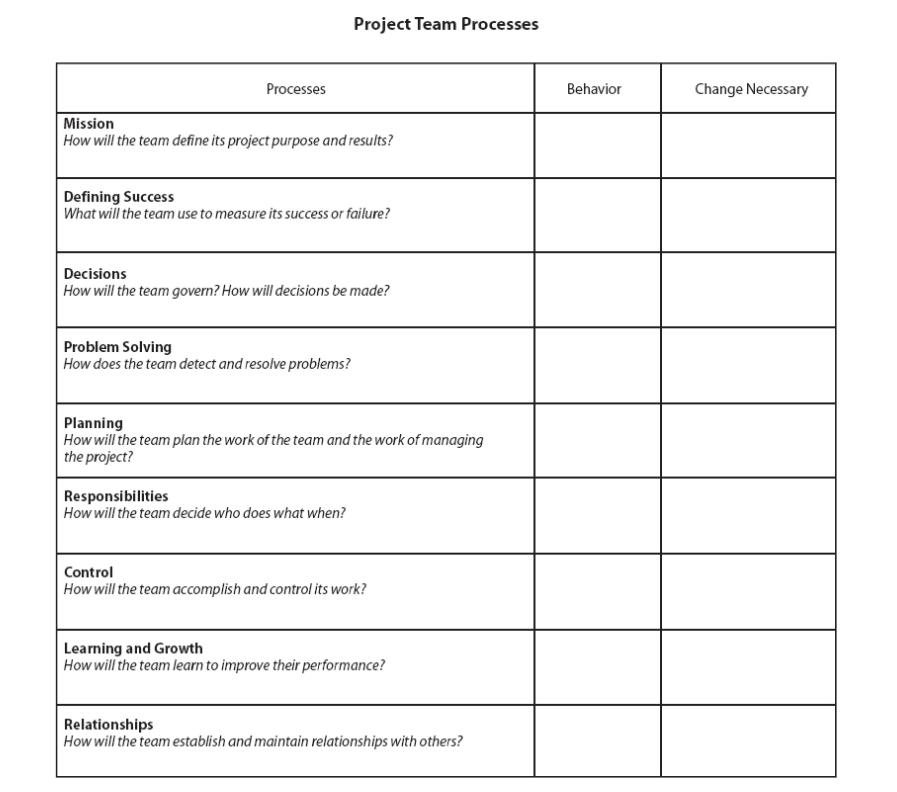 Project Team Processes
Processes Behavior Change Necessary
Mission
How will the team define its project purpose and results?
Defining Success
What will the team use to measure its success or failure?
Decisions
How will the team govern? How will decisions be made?
Problem Solving
How does the team detect and resolve problems?
Planning
How will the team plan the work of the team and the work of managing
the project?
Responsibilities
How will the team decide who does what when?
Control
How will the team accomplish and control its work?
Learning and Growth
How will the team learn to improve their performance?
Relationships
How will the team establish and maintain relationships with others?